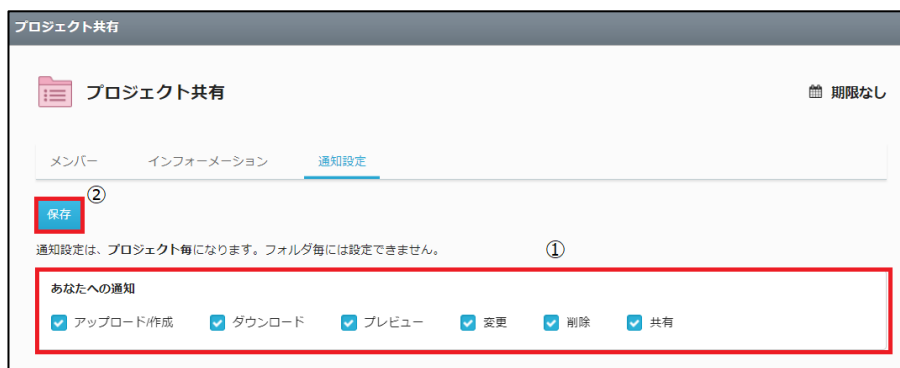 プロジェクト共有
プロジェクト共有
期限なし
メンバー インフォーメーション 通知設定
②
保存
通知設定は、プロジェクト毎になります。フォルダ毎には設定できません。
①
あなたへの通知
アップロード/作成 ダウンロード プレビュー 変更 削除 共有